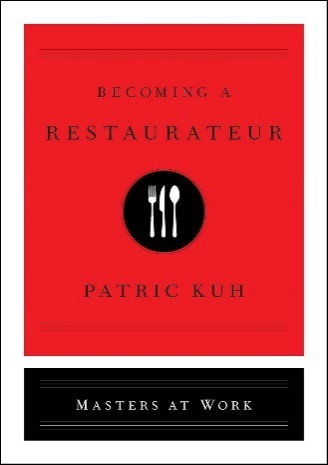 BECOMING A
RESTAURATEUR
PATRIC KUH
MASTERS AT WORK